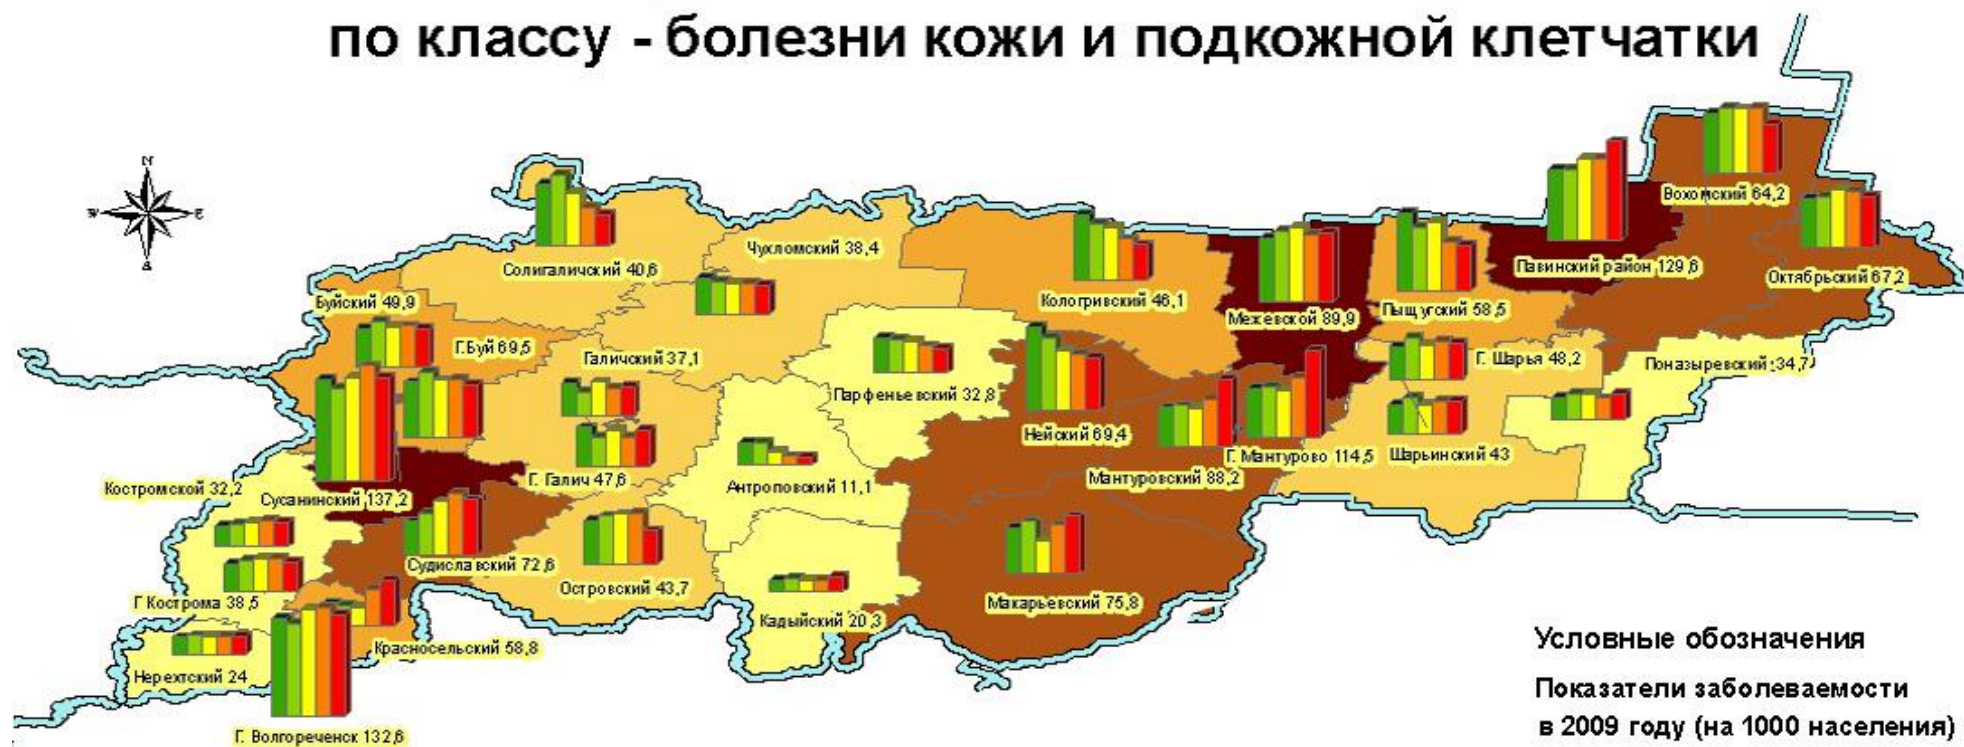 по классу - болезни кожи и подкожной клетчатки
N
W
E
Вохомский 64,2
Чухломский 38,4
Солигаличский 40,6
Павинский район 129,6
Октябрьский 67,2
Буйский 49,9
Кологривский 46,1
Межевской 89,9
Пыщугский 58,5
Г.Буй 69,5
Галичский 37,1
Г. Шарья 48,2
Поназыревский 34,7
Парфеньевский 32,8
Нейский 69,4
Г. Мантурово 114,5
Шарьинский 43
Костромской 32,2
Сусанинский 137,2
Г. Галич 47,6
Антроповский 11,1
Мантуровский 88,2
Судиславский 72,6
Островский 43,7
Г Кострома 38,5
Кадыйский 20,3
Макарьевский 75,8
Красносельский 58,8
Нерехтский 24
Г. Волгореченск 132,6
Условные обозначения
Показатели заболеваемости
в 2009 году (на 1000 населения)